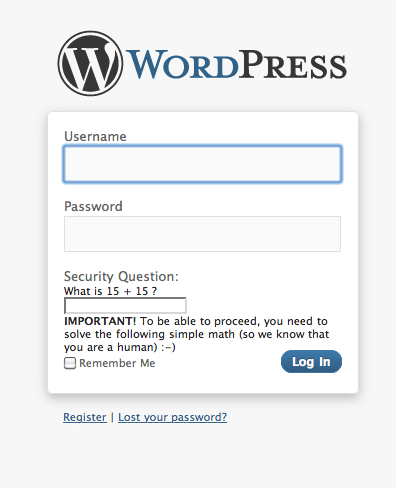 WORDPRESS
Username
Password
Security Question:
What is 15 + 15 ?
IMPORTANT! To be able to proceed, you need to
solve the following simple math (so we know that
you are a human) :-)
Remember Me
Log In
Register | Lost your password?